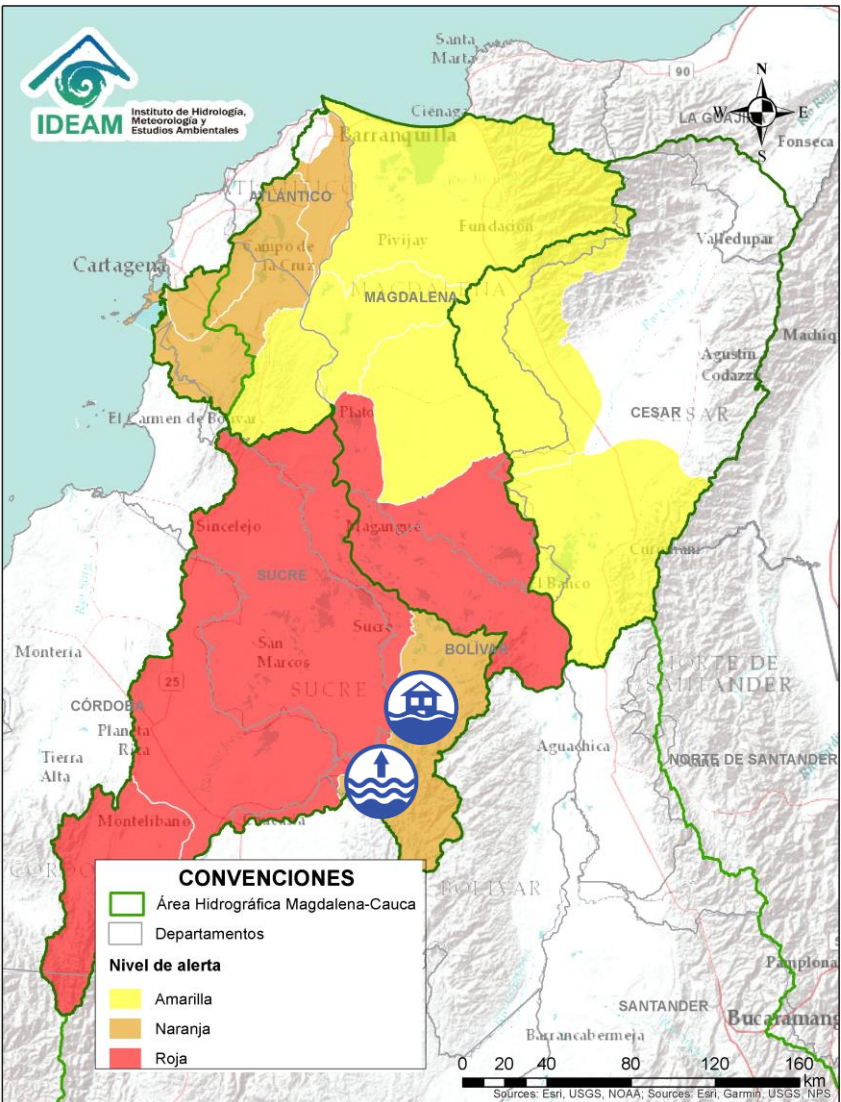 IDEAM
Instituto de Hidrología,
Meteorología y
Estudios Ambientales
Santa
Marta
90
N
W
E
S
Ciénaga
LA GUAJIRA
Fonseca
Barranquilla
ATLÁNTICO
Campo de
la Cruz
Pivijay
Fundación
Valledupar
Cartagena
MAGDALENA
MAGDALENA
Agustín
Codazzi
El Carmen de Bolívar
Plato
CESAR
CESAR
Sincelejo
Magangué
SUCRE
El Banco
Sucre
BOLÍVAR
Montería
San
Marcos
25
SUCRE
NORTE DE
SANTANDER
CÓRDOBA
Planeta
Rica
Aguachica
Tierra
Alta
NORTE DE SANTANDER
Montelíbano
BOLÍVAR
CONVENCIONES
Área Hidrográfica Magdalena-Cauca
Departamentos
Nivel de alerta
Amarilla
Naranja
Roja
Pamplona
SANTANDER
Bucaramang
Barrancabermeja
0 20 40 80 120 160
km
Sources: Esri, USGS, NOAA; Sources: Esri, Garmin, USGS, NPS